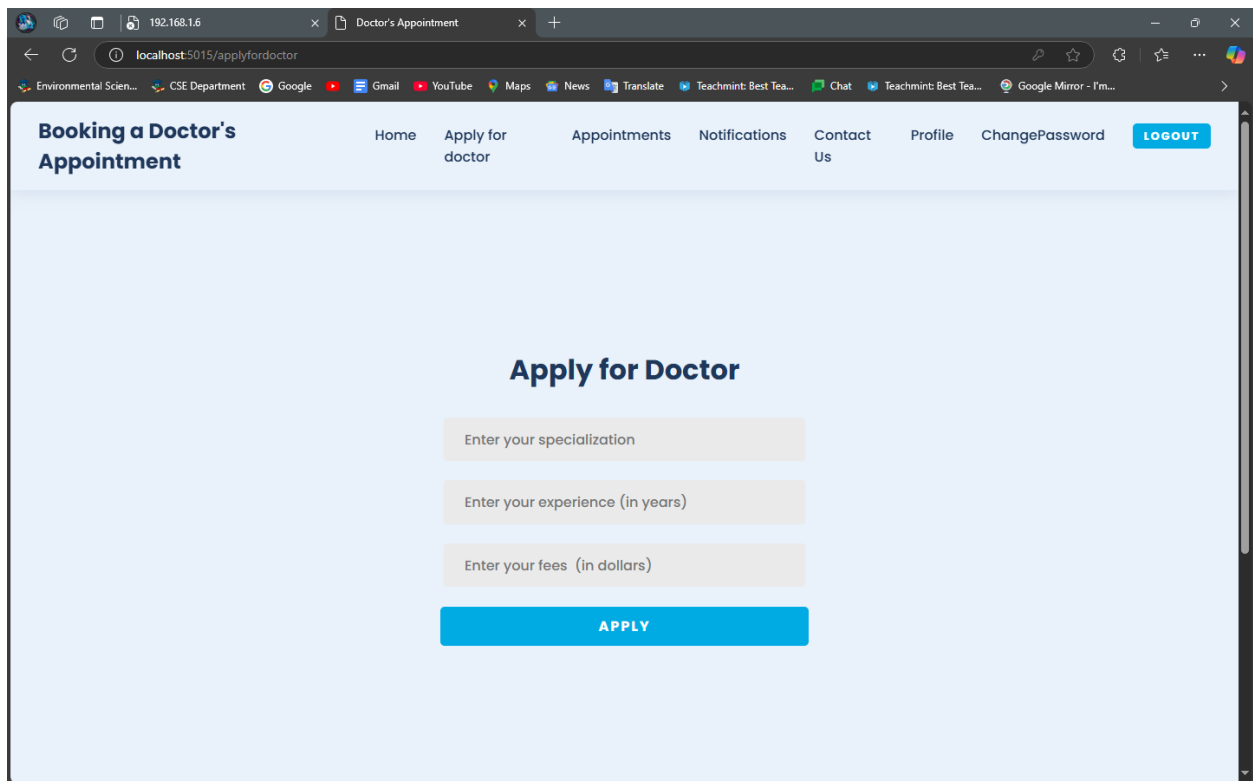 192.168.1.6
Doctor's Appointment
localhost:5015/applyfordoctor
Environmental Scien... CSE Department Google Gmail YouTube Maps News Translate Teachmint: Best Tea... Chat Teachmint: Best Tea... Google Mirror - I'm...
Booking a Doctor's
Appointment
Home
Apply for
doctor
Appointments
Notifications
Contact
Us
Profile
ChangePassword
LOGOUT
Apply for Doctor
Enter your specialization
Enter your experience (in years)
Enter your fees (in dollars)
APPLY